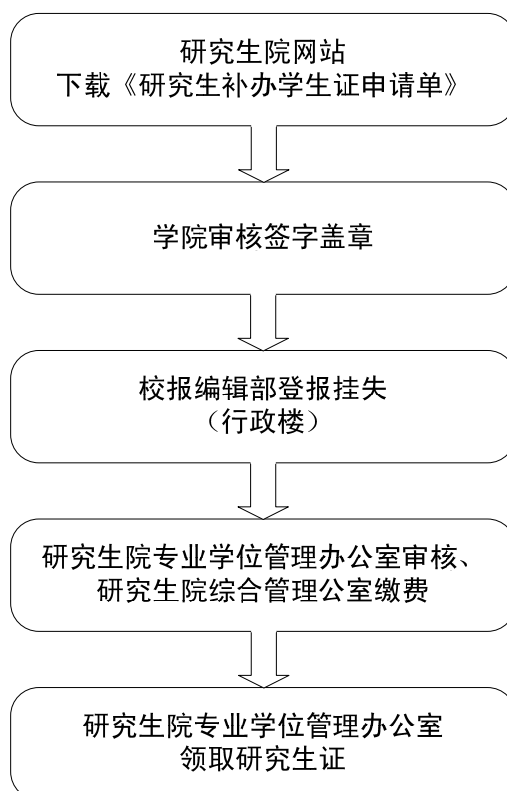 研究生院网站
下载《研究生补办学生证申请单》
学院审核签字盖章
校报编辑部登报挂失
（行政楼）
研究生院专业学位管理办公室审核、
研究生院综合管理公室缴费
研究生院专业学位管理办公室
领取研究生证